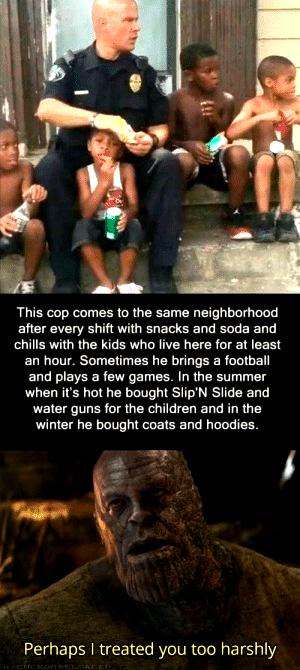 This cop comes to the same neighborhood
after every shift with snacks and soda and
chills with the kids who live here for at least
an hour. Sometimes he brings a football
and plays a few games. In the summer
when it's hot he bought Slip'N Slide and
water guns for the children and in the
winter he bought coats and hoodies.
Perhaps I treated you too harshly